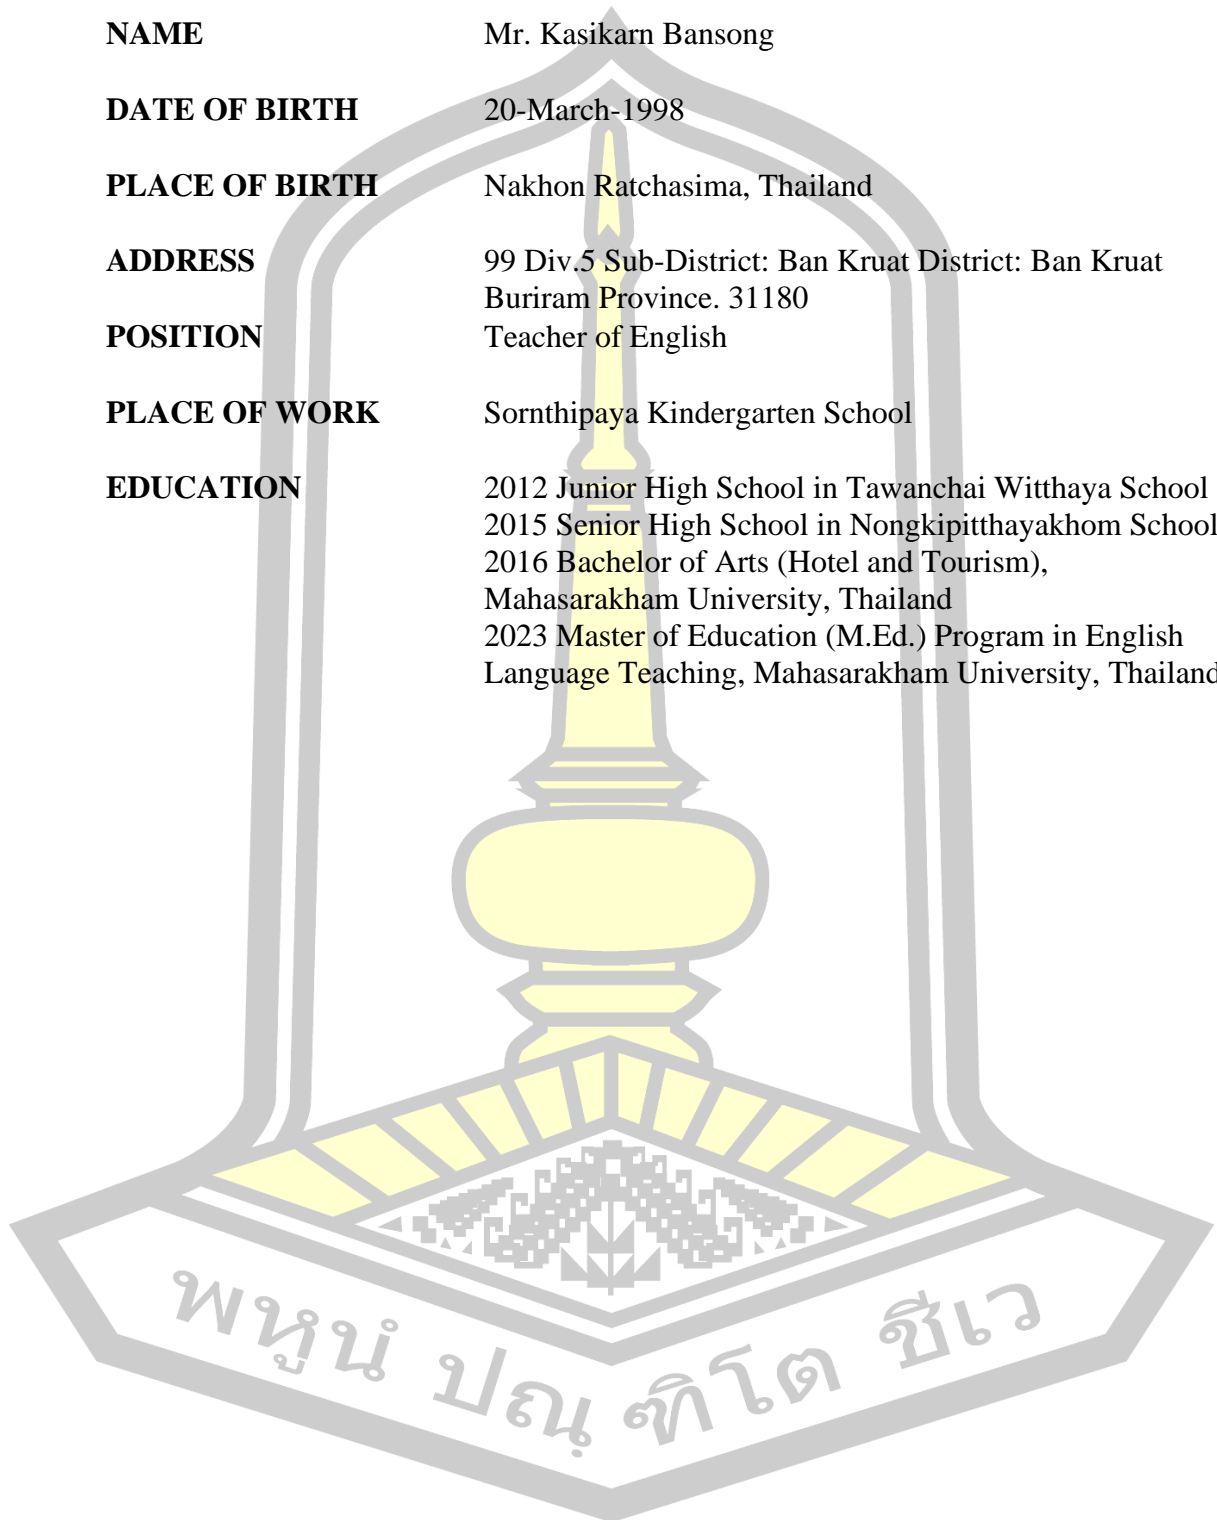 NAME Mr. Kasikarn Bansong
DATE OF BIRTH 20-March-1998
PLACE OF BIRTH Nakhon Ratchasima, Thailand
ADDRESS 99 Div.5 Sub-District: Ban Kruat District: Ban Kruat
Buriram Province. 31180
POSITION Teacher of English
PLACE OF WORK Sornthipaya Kindergarten School
EDUCATION 2012 Junior High School in Tawanchai Witthaya School
2015 Senior High School in Nongkipitthayakhom School
2016 Bachelor of Arts (Hotel and Tourism),
Mahasarakham University, Thailand
2023 Master of Education (M.Ed.) Program in English
Language Teaching, Mahasarakham University, Thailand
พหูนํ ปณฺ ฑิโต ชีเว